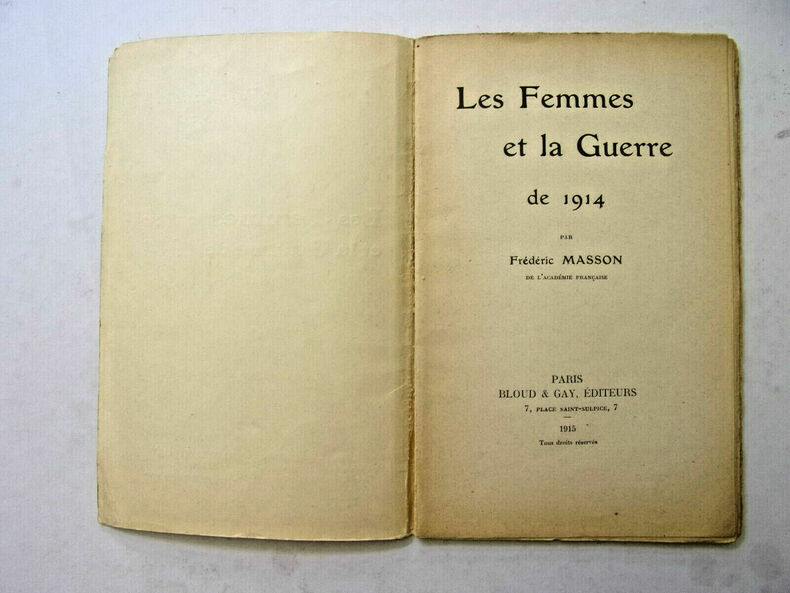 Les Femmes
et la Guerre
de 1914
PAR
Frédéric MASSON
DE L'ACADÉMIE FRANÇAISE
PARIS
BLOUD & GAY, ÉDITEURS
7, PLACE SAINT-SULPICE, 7
1915
Tous droits réservés